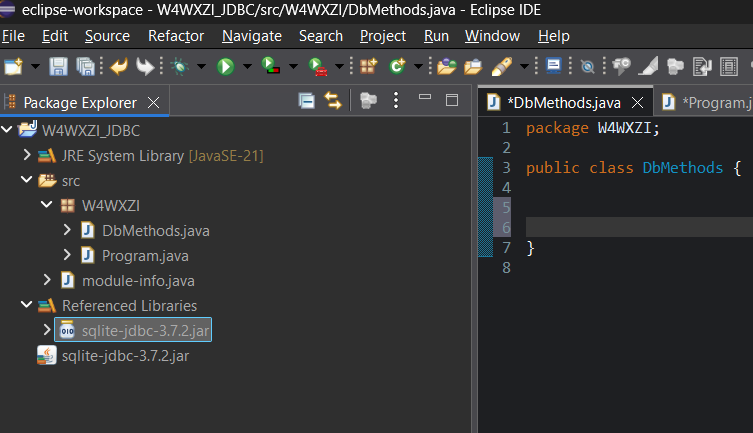 eclipse-workspace - W4WXZI_JDBC/src/W4WXZI/DbMethods.java - Eclipse IDE
File Edit Source Refactor Navigate Search Project Run Window Help
Package Explorer
W4WXZI_JDBC
JRE System Library [JavaSE-21]
src
W4WXZI
DbMethods.java
Program.java
module-info.java
Referenced Libraries
sqlite-jdbc-3.7.2.jar
sqlite-jdbc-3.7.2.jar
*DbMethods.java *Program.j
1 package W4WXZI;
2
3 public class DbMethods {
4
5
6
7 }
8